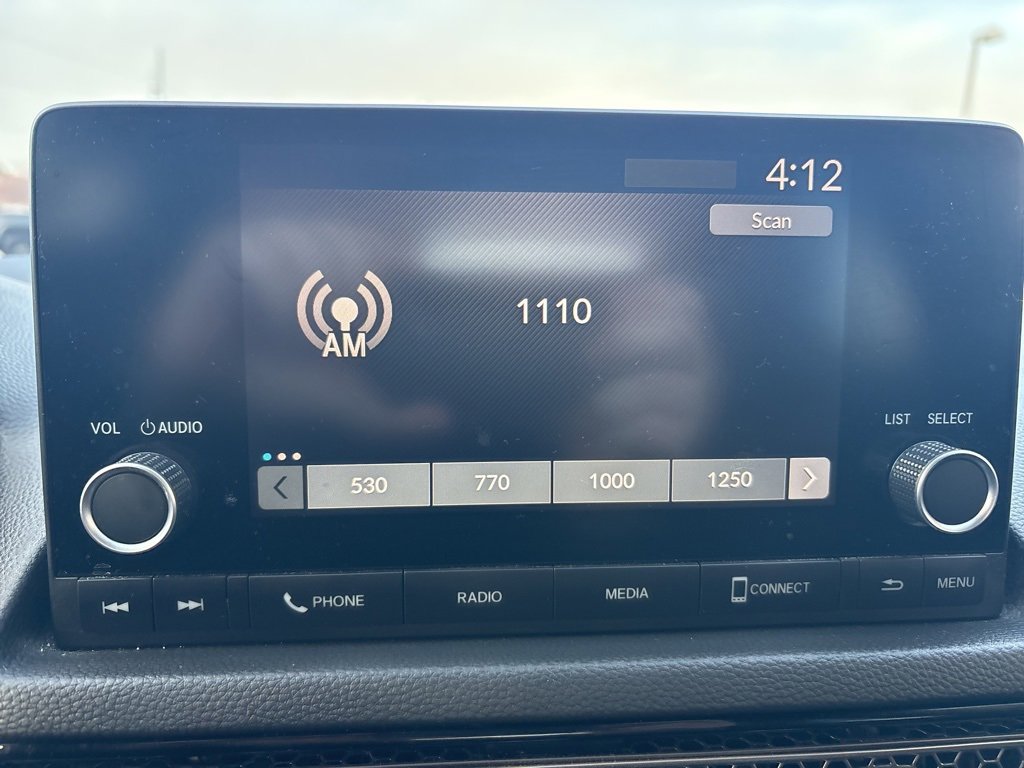 4:12
Scan
AM
1110
VOL AUDIO
LIST SELECT
530 770 1000 1250
PHONE RADIO MEDIA CONNECT MENU